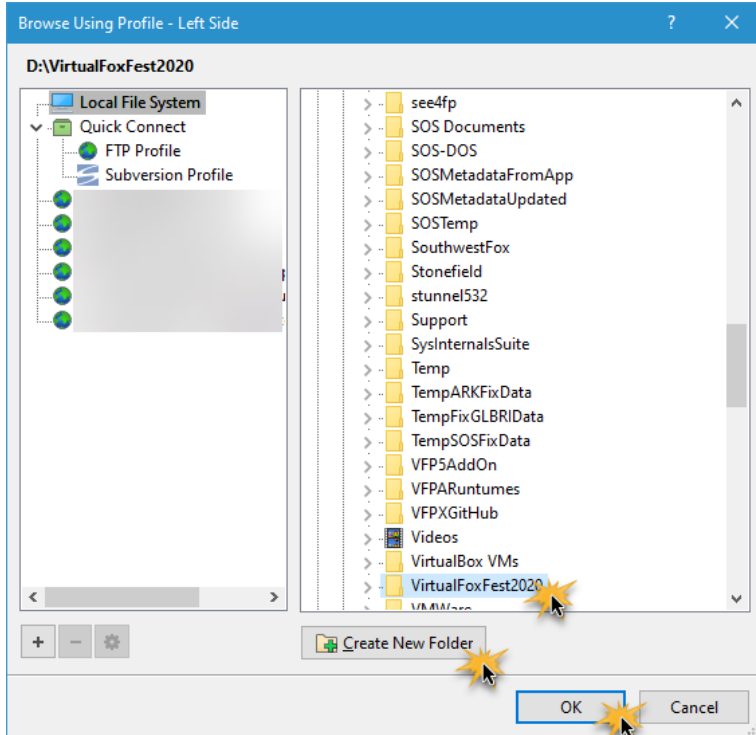 Browse Using Profile - Left Side
D:\VirtualFoxFest2020
Local File System
Quick Connect
FTP Profile
Subversion Profile
see4fp
SOS Documents
SOS-DOS
SOSMetadataFromApp
SOSMetadataUpdated
SOSTemp
SouthwestFox
Stonefield
stunnel532
Support
SysInternalsSuite
Temp
TempARKFixData
TempFixGLBRIData
TempSOSFixData
VFP5AddOn
VFPARuntumes
VFPXGitHub
Videos
VirtualBox VMs
VirtualFoxFest2020
VMWare
Create New Folder
OK
Cancel